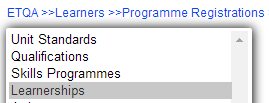 ETQA >>Learners >>Programme Registrations
Unit Standards
Qualifications
Skills Programmes
Learnerships